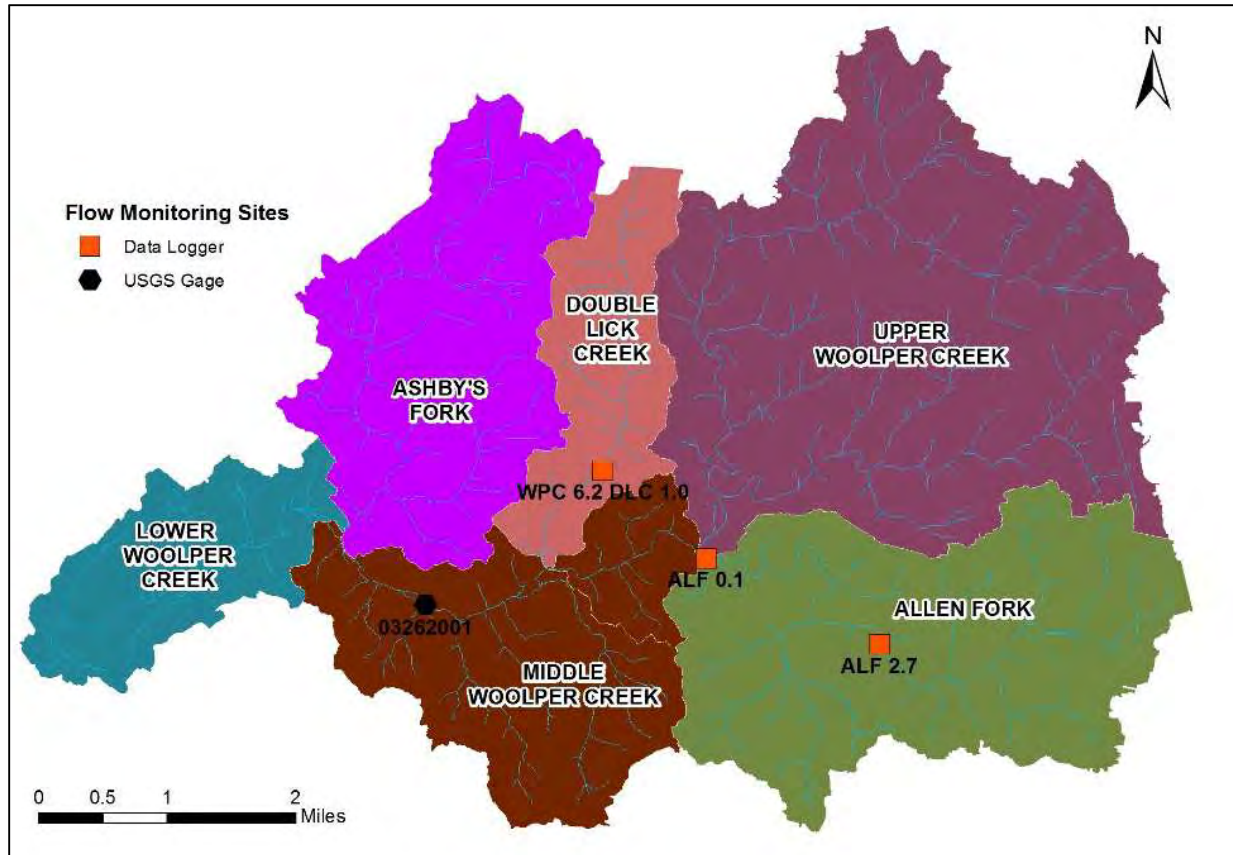 N
Flow Monitoring Sites
Data Logger
USGS Gage
DOUBLE
LICK
CREEK
UPPER
WOOLPER CREEK
ASHBY'S
FORK
WPC 6.2 DLC 1.0
LOWER
WOOLPER
CREEK
ALF 0.1
03262001
ALLEN FORK
ALF 2.7
MIDDLE
WOOLPER CREEK
0 0.5 1 2
Miles